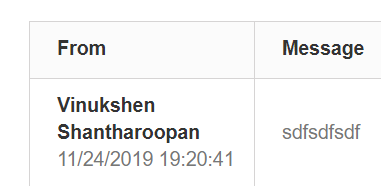 From Message
Vinukshen
Shantharoopan
11/24/2019 19:20:41
sdfsdfsdf